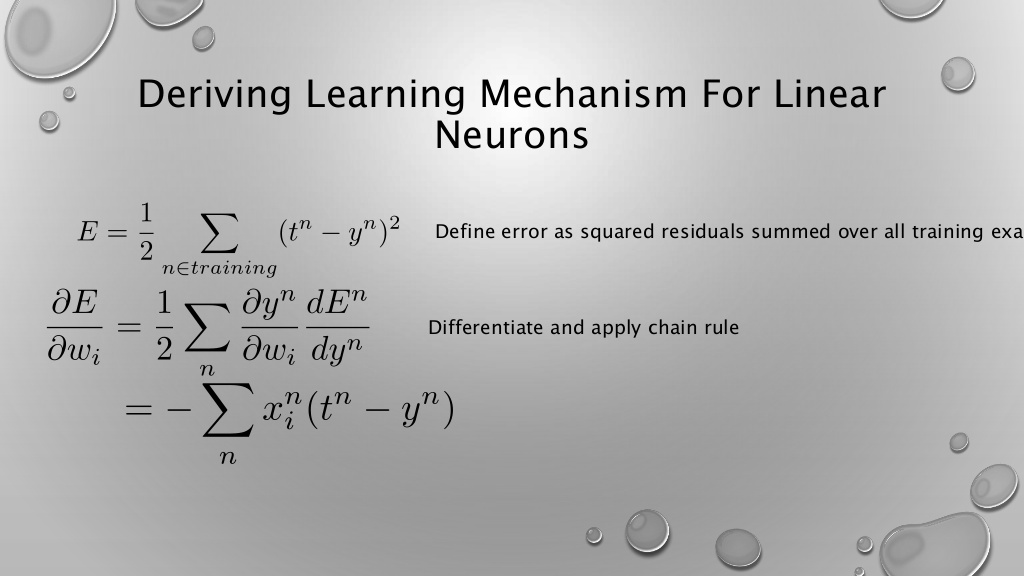 Deriving Learning Mechanism For Linear
Neurons
E = \frac{1}{2} \sum_{n \in training} (t^n - y^n)^2 Define error as squared residuals summed over all training exa
\frac{\partial E}{\partial w_i} = \frac{1}{2} \sum_n \frac{\partial y^n}{\partial w_i} \frac{dE^n}{dy^n} Differentiate and apply chain rule
= -\sum_n x_i^n (t^n - y^n)